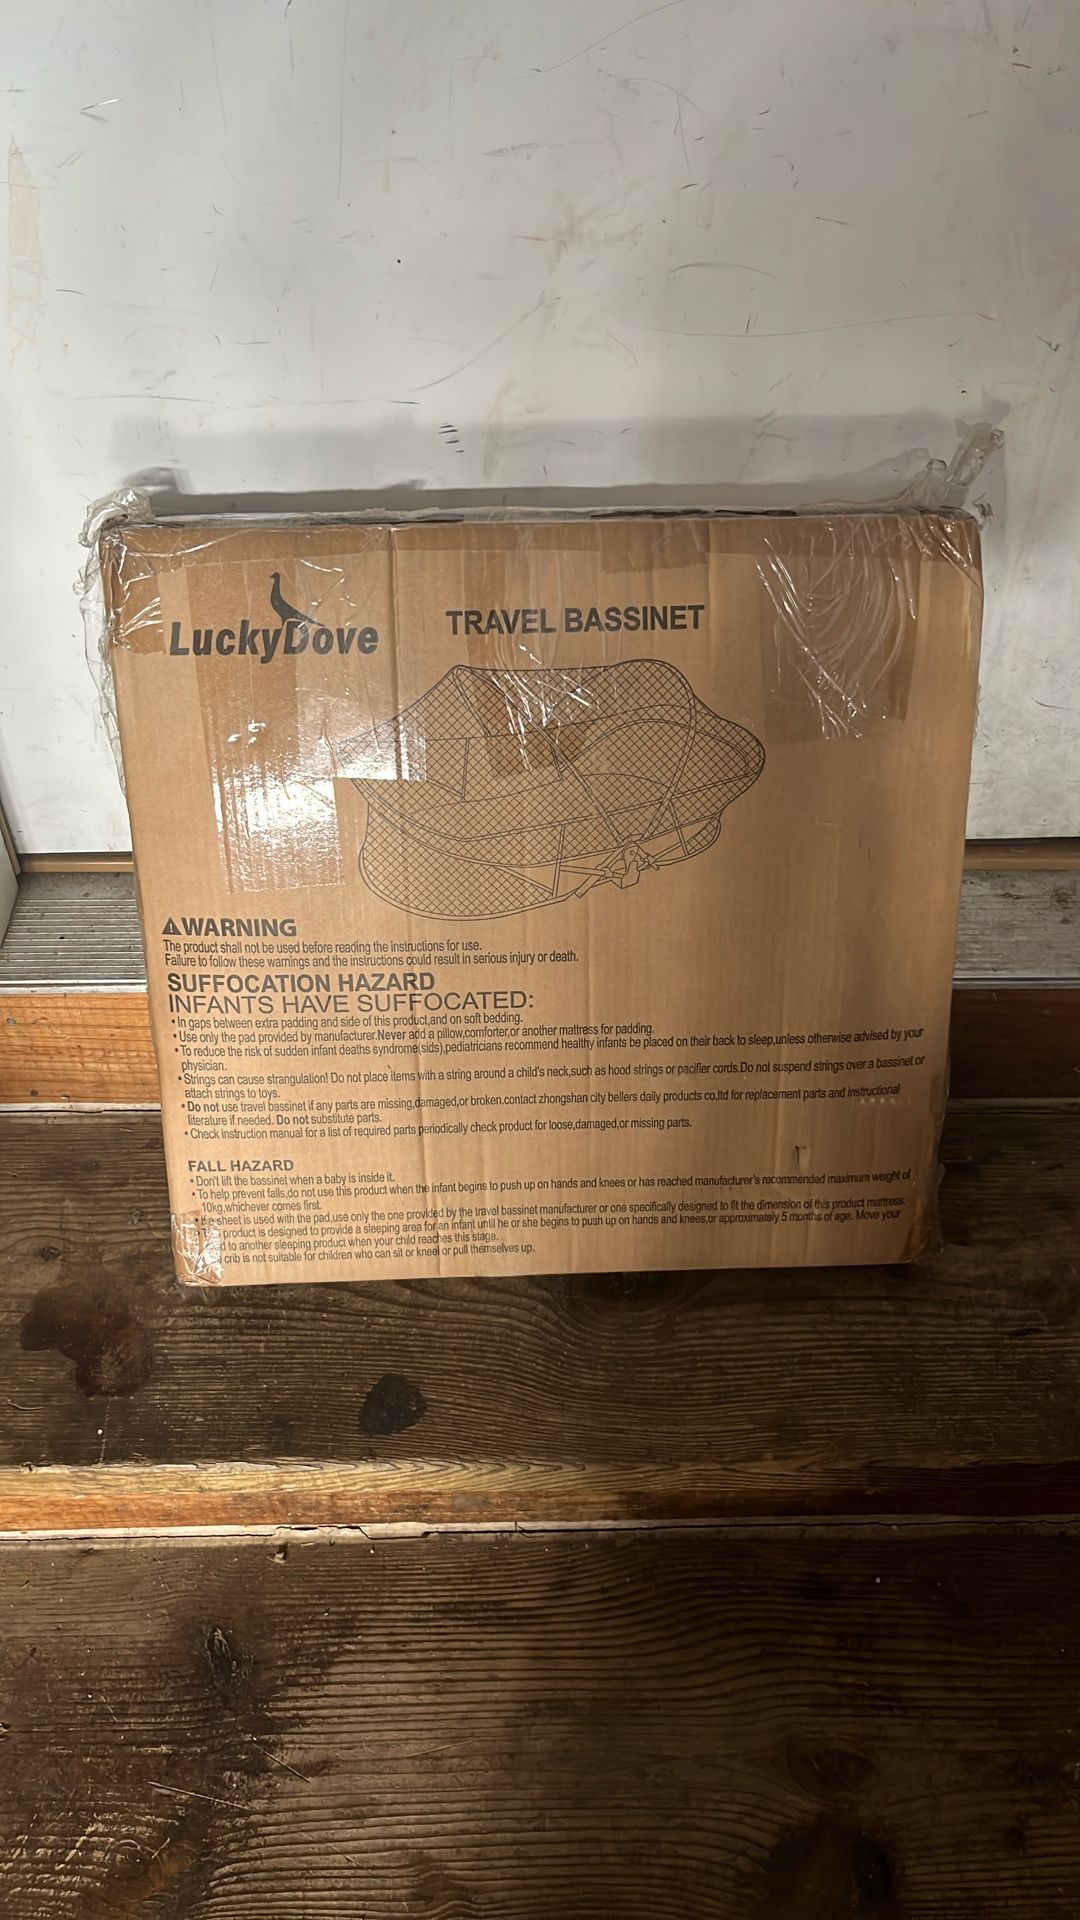 LuckyDove
TRAVEL BASSINET
WARNING
The product shall not be used before reading the instructions for use.
Failure to follow these warnings and the instructions could result in serious injury or death.
SUFFOCATION HAZARD
INFANTS HAVE SUFFOCATED:
• In gaps between extra padding and side of this product,and on soft bedding.
• Use only the pad provided by manufacturer.Never add a pillow,comforter,or another mattress for padding.
• To reduce the risk of sudden infant deaths syndrome(sids),pediatricians recommend healthy infants be placed on their back to sleep,unless otherwise advised by your
physician.
• Strings can cause strangulation! Do not place items with a string around a child's neck,such as hood strings or pacifier cords.Do not suspend strings over a bassinet or
attach strings to toys.
• Do not use travel bassinet if any parts are missing,damaged,or broken.contact zhongshan city bellers daily products co.ltd for replacement parts and instructional
literature if needed. Do not substitute parts.
• Check instruction manual for a list of required parts periodically check product for loose,damaged,or missing parts.
FALL HAZARD
• Don't lift the bassinet when a baby is inside it.
• To help prevent falls,do not use this product when the infant begins to push up on hands and knees or has reached manufacturer's recommended maximum weight of
10kg,whichever comes first.
sheet is used with the pad,use only the one provided by the travel bassinet manufacturer or one specifically designed to fit the dimension of this product mattress.
product is designed to provide a sleeping area for an infant until he or she begins to push up on hands and knees,or approximately 5 months of age. Move your
to another sleeping product when your child reaches this stage.
crib is not suitable for children who can sit or kneel or pull themselves up.